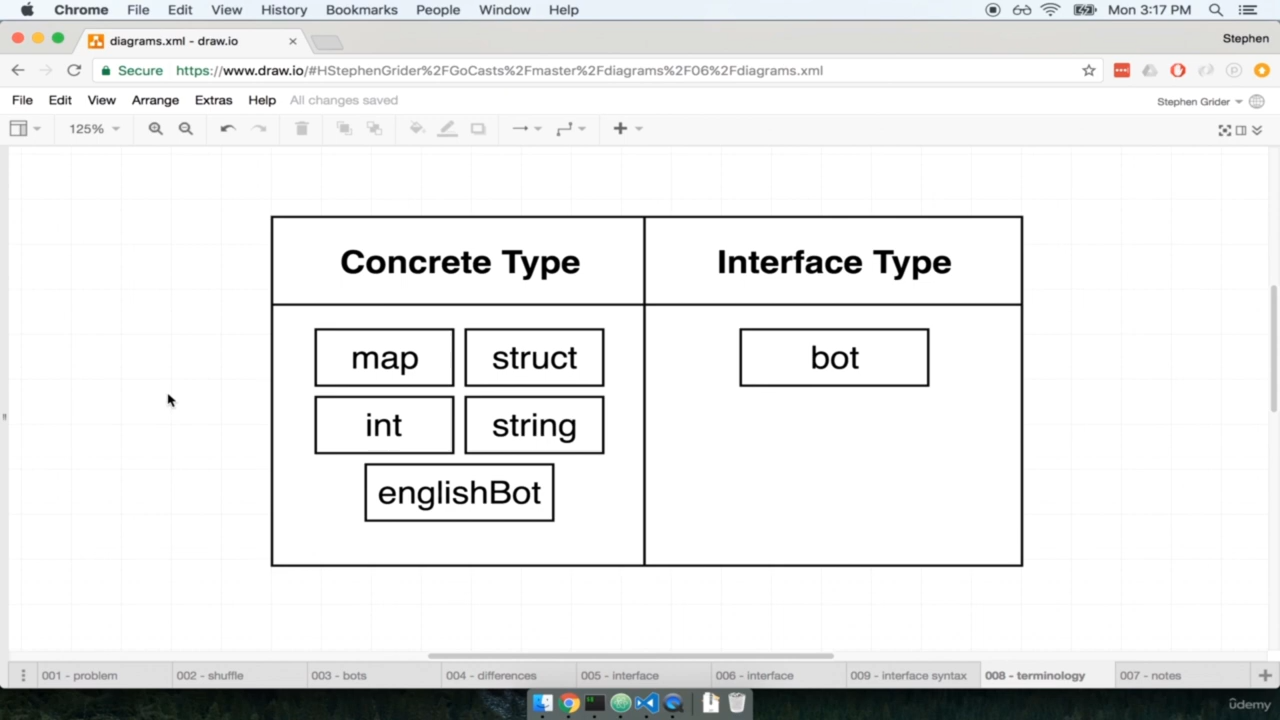 Chrome File Edit View History Bookmarks People Window Help Mon 3:17 PM
diagrams.xml - draw.io Stephen
Secure https://www.draw.io/#HStephenGrider%2FGoCasts%2Fmaster%2Fdiagrams%2F06%2Fdiagrams.xml
File Edit View Arrange Extras Help All changes saved Stephen Grider
125%
Concrete Type Interface Type
map struct bot
int string
englishBot
001 - problem 002 - shuffle 003 - bots 004 - differences 005 - interface 006 - interface 009 - interface syntax 008 - terminology 007 - notes
ûdemy